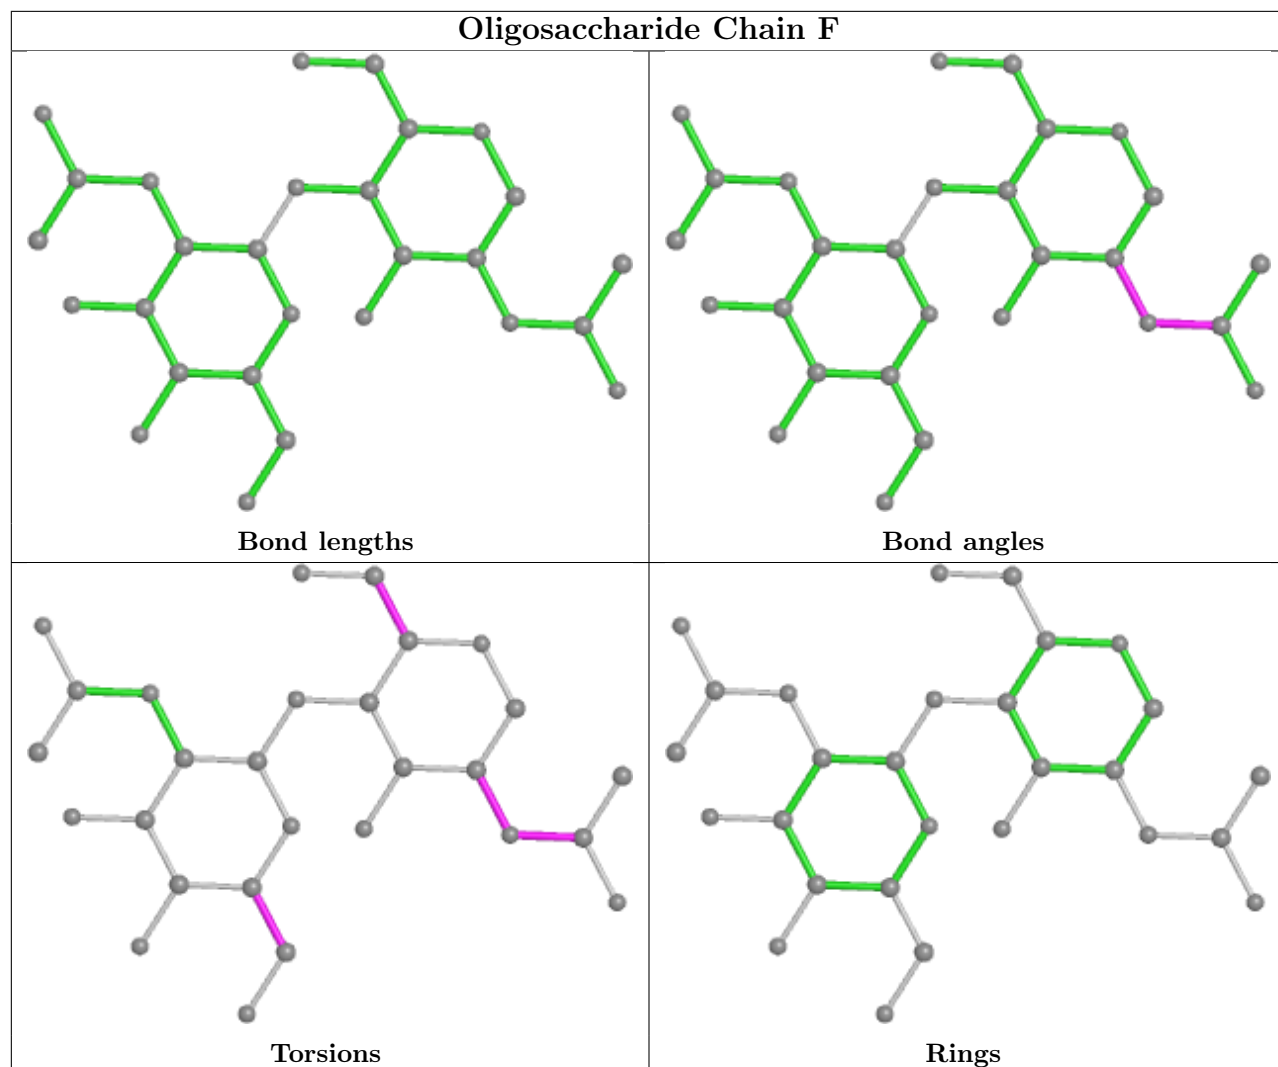 Oligosaccharide Chain F
Bond lengths
Bond angles
Torsions
Rings